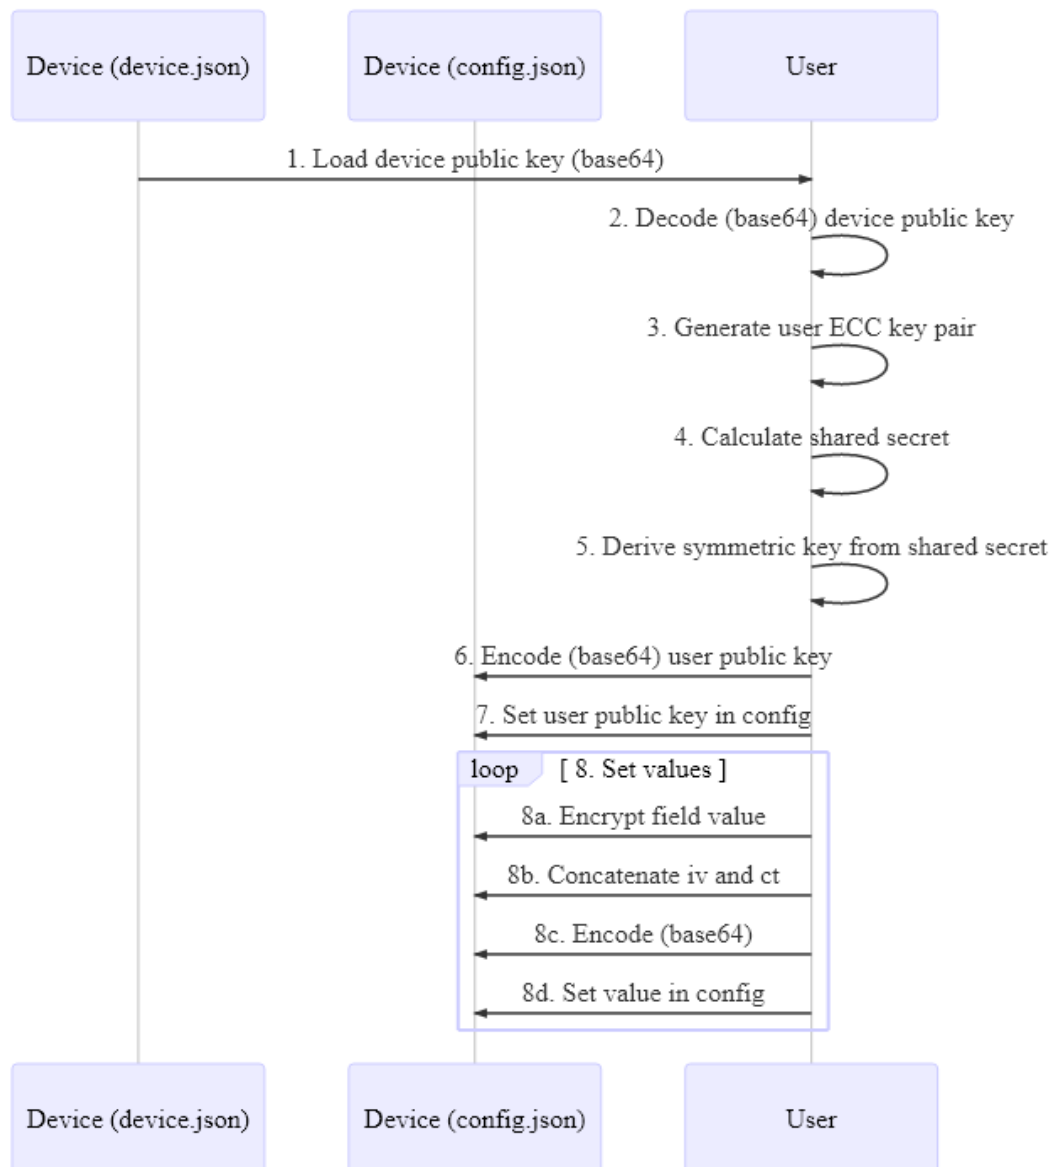 Device (device.json)
Device (config.json)
User
1. Load device public key (base64)
2. Decode (base64) device public key
3. Generate user ECC key pair
4. Calculate shared secret
5. Derive symmetric key from shared secret
6. Encode (base64) user public key
7. Set user public key in config
loop [ 8. Set values ]
8a. Encrypt field value
8b. Concatenate iv and ct
8c. Encode (base64)
8d. Set value in config
Device (device.json)
Device (config.json)
User